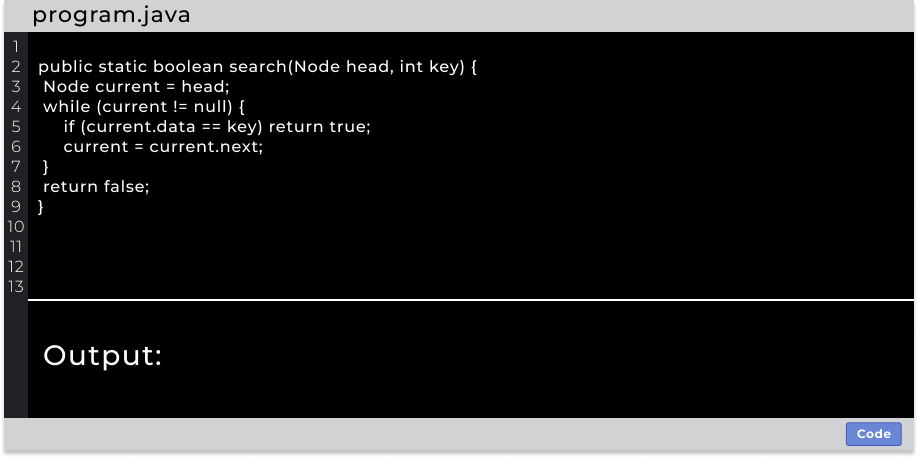 program.java
1
2 public static boolean search(Node head, int key) {
3 Node current = head;
4 while (current != null) {
5 if (current.data == key) return true;
6 current = current.next;
7 }
8 return false;
9 }
10
11
12
13
Output:
Code